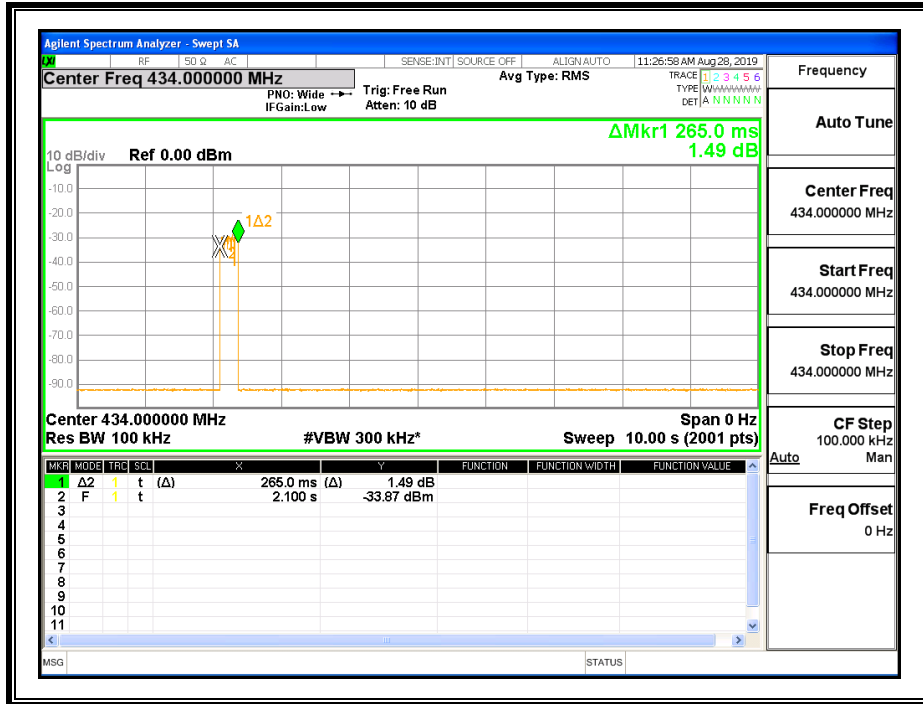 Agilent Spectrum Analyzer - Swept SA
LXI RF 50 Ω AC SENSE:INT SOURCE OFF ALIGN AUTO 11:26:58 AM Aug 28, 2019
Center Freq 434.000000 MHz
PNO: Wide
IFGain:Low
Trig: Free Run
Atten: 10 dB
Avg Type: RMS
TRACE 1 2 3 4 5 6
TYPE WWWWWWW
DET A N N N N N
ΔMkr1 265.0 ms
1.49 dB
10 dB/div Ref 0.00 dBm
Log
-10.0
-20.0
-30.0
-40.0
-50.0
-60.0
-70.0
-80.0
-90.0
1Δ2
2
Center 434.000000 MHz Span 0 Hz
Res BW 100 kHz #VBW 300 kHz* Sweep 10.00 s (2001 pts)
MKR MODE TRC SCL X Y FUNCTION FUNCTION WIDTH FUNCTION VALUE
1 Δ2 1 t (Δ) 265.0 ms (Δ) 1.49 dB
2 F 1 t 2.100 s -33.87 dBm
3
4
5
6
7
8
9
10
11
MSG STATUS
Frequency
Auto Tune
Center Freq
434.000000 MHz
Start Freq
434.000000 MHz
Stop Freq
434.000000 MHz
CF Step
100.000 kHz
Auto Man
Freq Offset
0 Hz